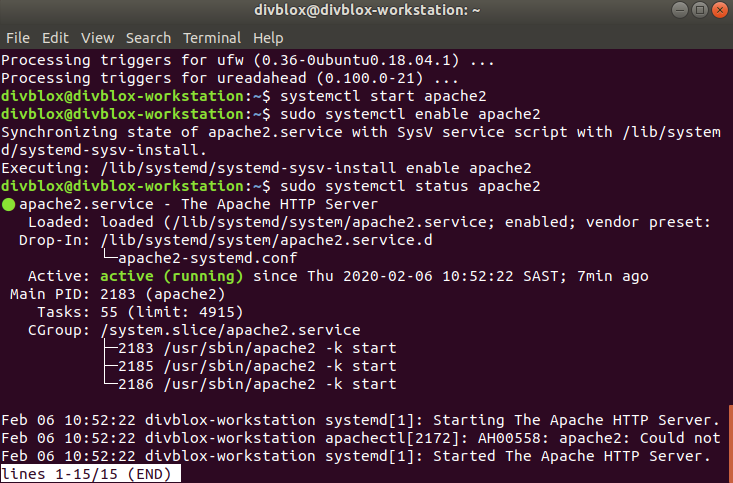 divblox@divblox-workstation: ~
File Edit View Search Terminal Help
Processing triggers for ufw (0.36-0ubuntu0.18.04.1) ...
Processing triggers for ureadahead (0.100.0-21) ...
divblox@divblox-workstation:~$ systemctl start apache2
divblox@divblox-workstation:~$ sudo systemctl enable apache2
Synchronizing state of apache2.service with SysV service script with /lib/system
d/systemd-sysv-install.
Executing: /lib/systemd/systemd-sysv-install enable apache2
divblox@divblox-workstation:~$ sudo systemctl status apache2
● apache2.service - The Apache HTTP Server
   Loaded: loaded (/lib/systemd/system/apache2.service; enabled; vendor preset:
  Drop-In: /lib/systemd/system/apache2.service.d
           └─apache2-systemd.conf
   Active: active (running) since Thu 2020-02-06 10:52:22 SAST; 7min ago
 Main PID: 2183 (apache2)
    Tasks: 55 (limit: 4915)
   CGroup: /system.slice/apache2.service
           ├─2183 /usr/sbin/apache2 -k start
           ├─2185 /usr/sbin/apache2 -k start
           └─2186 /usr/sbin/apache2 -k start
Feb 06 10:52:22 divblox-workstation systemd[1]: Starting The Apache HTTP Server.
Feb 06 10:52:22 divblox-workstation apachectl[2172]: AH00558: apache2: Could not
Feb 06 10:52:22 divblox-workstation systemd[1]: Started The Apache HTTP Server.
lines 1-15/15 (END)